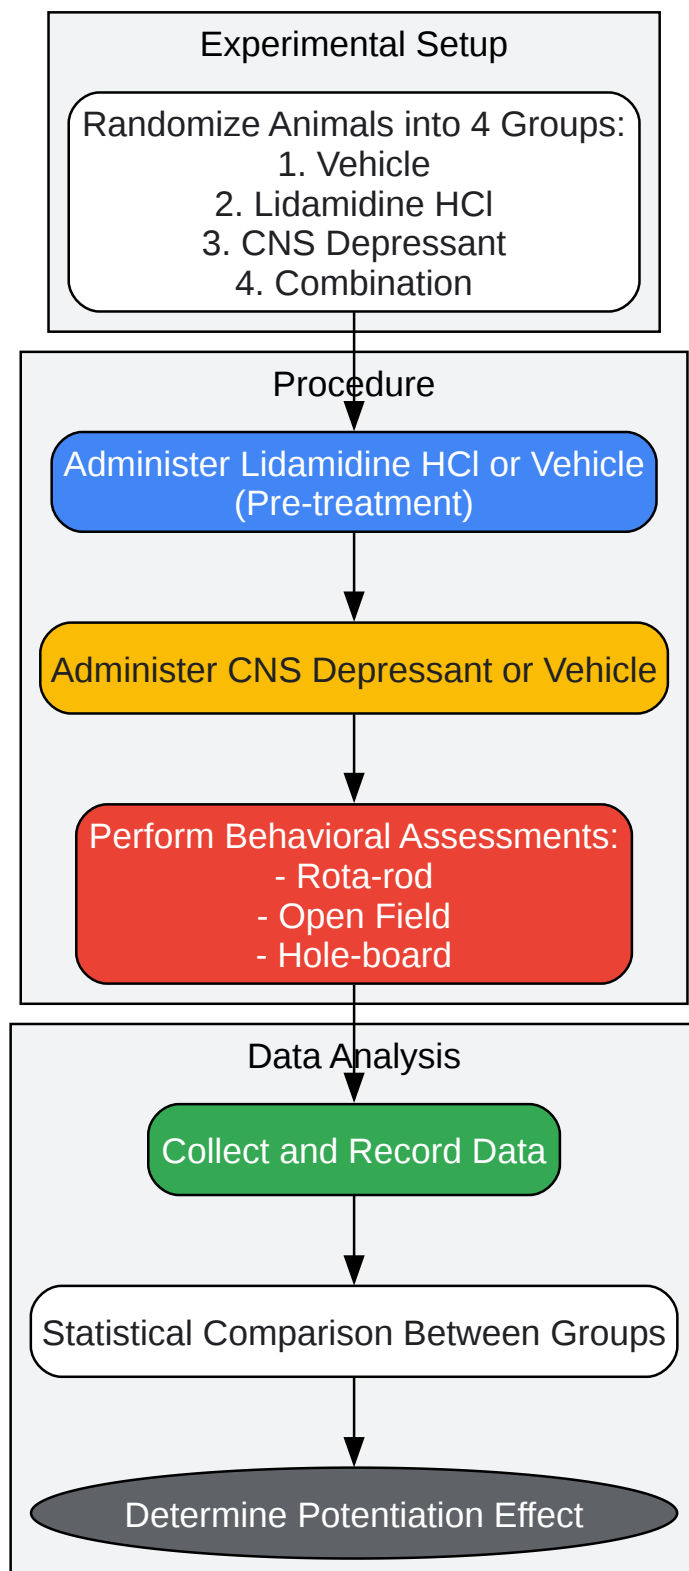 Experimental Setup
Randomize Animals into 4 Groups:
1. Vehicle
2. Lidamidine HCl
3. CNS Depressant
4. Combination
Procedure
Administer Lidamidine HCl or Vehicle
(Pre-treatment)
Administer CNS Depressant or Vehicle
Perform Behavioral Assessments:
- Rota-rod
- Open Field
- Hole-board
Data Analysis
Collect and Record Data
Statistical Comparison Between Groups
Determine Potentiation Effect